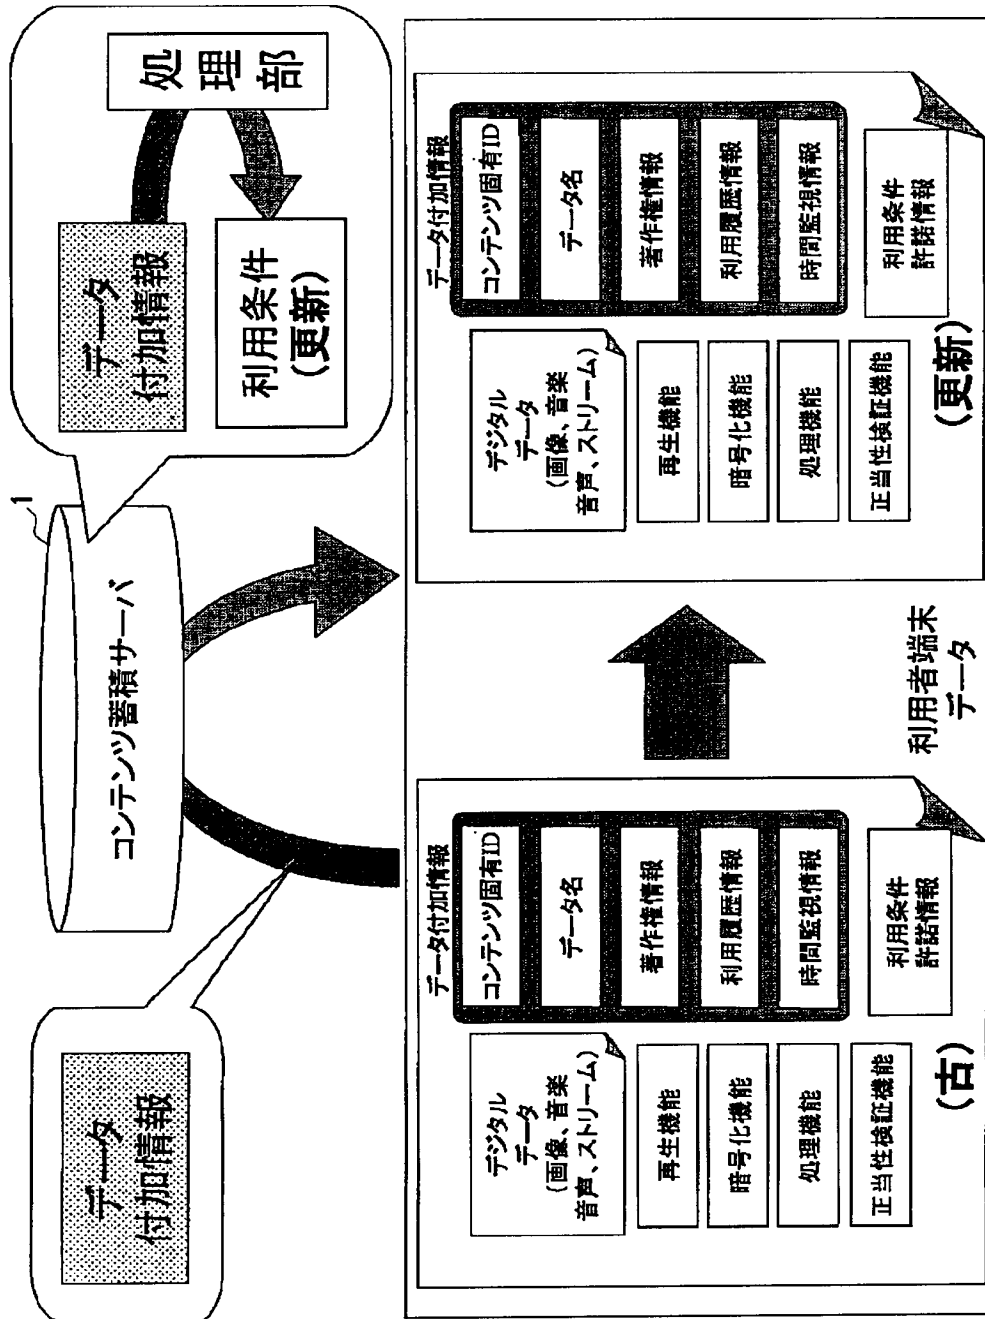 データ
付加情報
コンテンツ蓄積サーバ
1
データ
付加情報
処理部
利用条件
(更新)
デジタル
データ
(画像、音楽
音声、ストリーム)
再生機能
暗号化機能
処理機能
正当性検証機能
データ付加情報
コンテンツ固有ID
データ名
著作権情報
利用履歴情報
時間監視情報
利用条件
許諾情報
(古)
利用者端末
データ
デジタル
データ
(画像、音楽
音声、ストリーム)
再生機能
暗号化機能
処理機能
正当性検証機能
データ付加情報
コンテンツ固有ID
データ名
著作権情報
利用履歴情報
時間監視情報
利用条件
許諾情報
(更新)